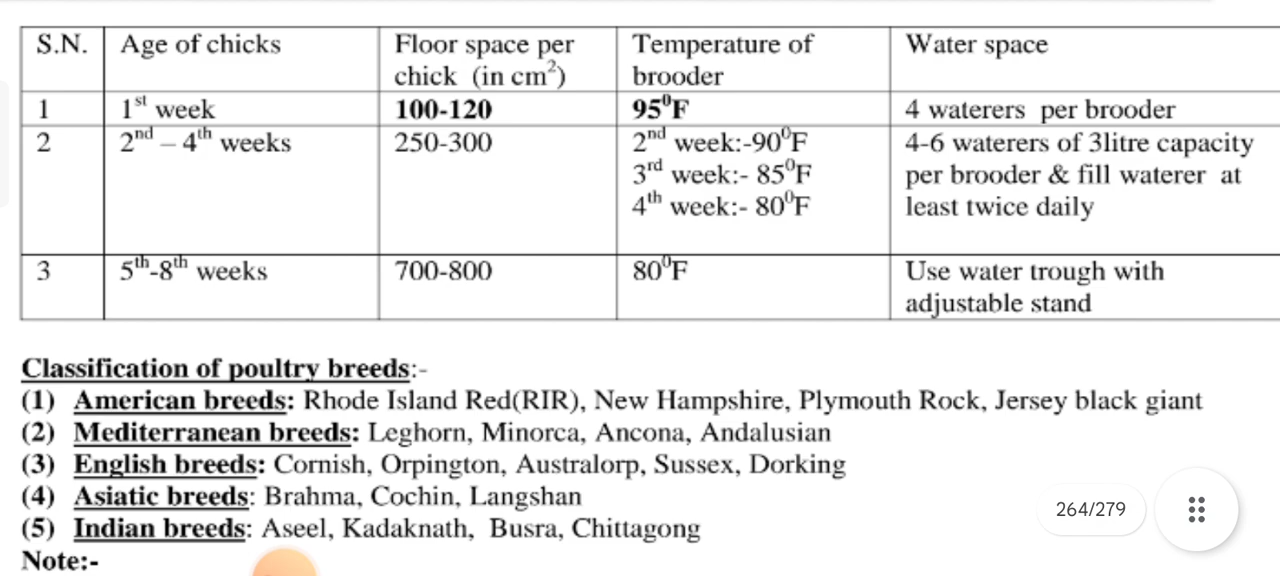 S.N. Age of chicks Floor space per chick (in cm²) Temperature of brooder Water space
1 1st week 100-120 95⁰F 4 waterers per brooder
2 2nd – 4th weeks 250-300 2nd week:-90⁰F 4-6 waterers of 3litre capacity
3rd week:- 85⁰F per brooder & fill waterer at
4th week:- 80⁰F least twice daily
3 5th-8th weeks 700-800 80⁰F Use water trough with
adjustable stand
Classification of poultry breeds:-
(1) American breeds: Rhode Island Red(RIR), New Hampshire, Plymouth Rock, Jersey black giant
(2) Mediterranean breeds: Leghorn, Minorca, Ancona, Andalusian
(3) English breeds: Cornish, Orpington, Australorp, Sussex, Dorking
(4) Asiatic breeds: Brahma, Cochin, Langshan
(5) Indian breeds: Aseel, Kadaknath, Busra, Chittagong
Note:-
264/279